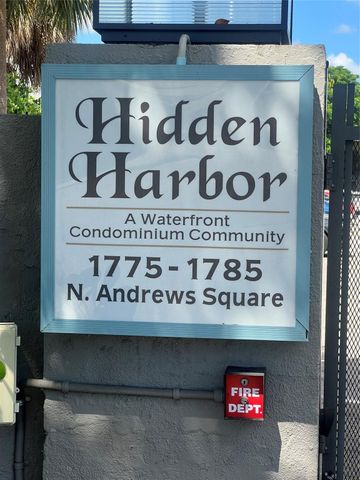 Hidden
Harbor
A Waterfront
Condominium Community
1775 - 1785
N. Andrews Square
FIRE
DEPT.